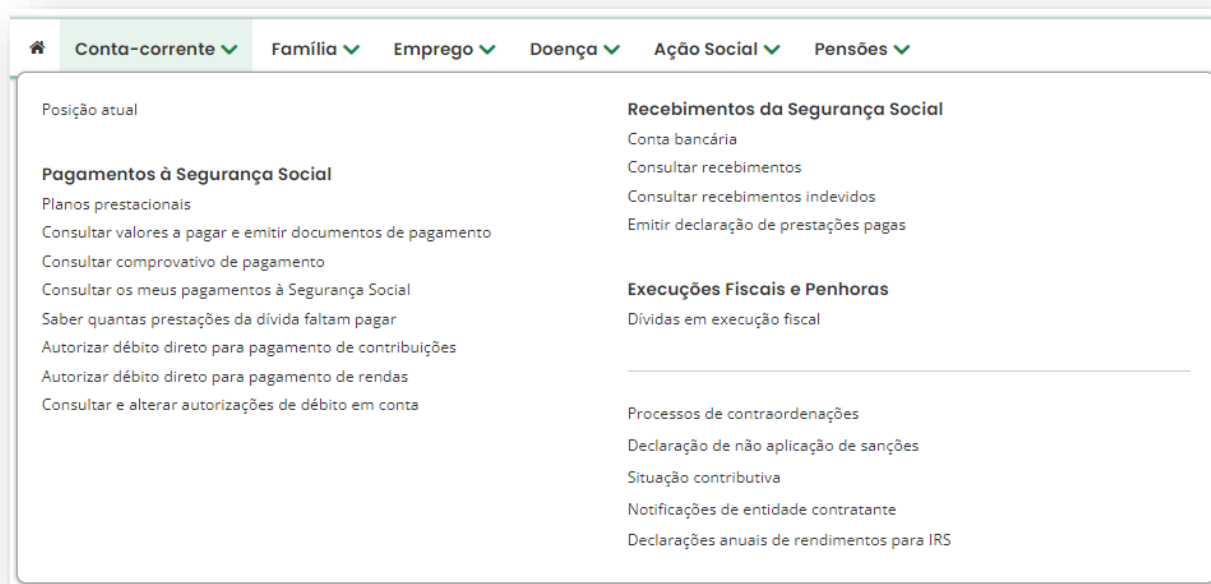 Conta-corrente Família Emprego Doença Ação Social Pensões
Posição atual
Pagamentos à Segurança Social
Planos prestacionais
Consultar valores a pagar e emitir documentos de pagamento
Consultar comprovativo de pagamento
Consultar os meus pagamentos à Segurança Social
Saber quantas prestações da dívida faltam pagar
Autorizar débito direto para pagamento de contribuições
Autorizar débito direto para pagamento de rendas
Consultar e alterar autorizações de débito em conta
Recebimentos da Segurança Social
Conta bancária
Consultar recebimentos
Consultar recebimentos indevidos
Emitir declaração de prestações pagas
Execuções Fiscais e Penhoras
Dívidas em execução fiscal
Processos de contraordenações
Declaração de não aplicação de sanções
Situação contributiva
Notificações de entidade contratante
Declarações anuais de rendimentos para IRS